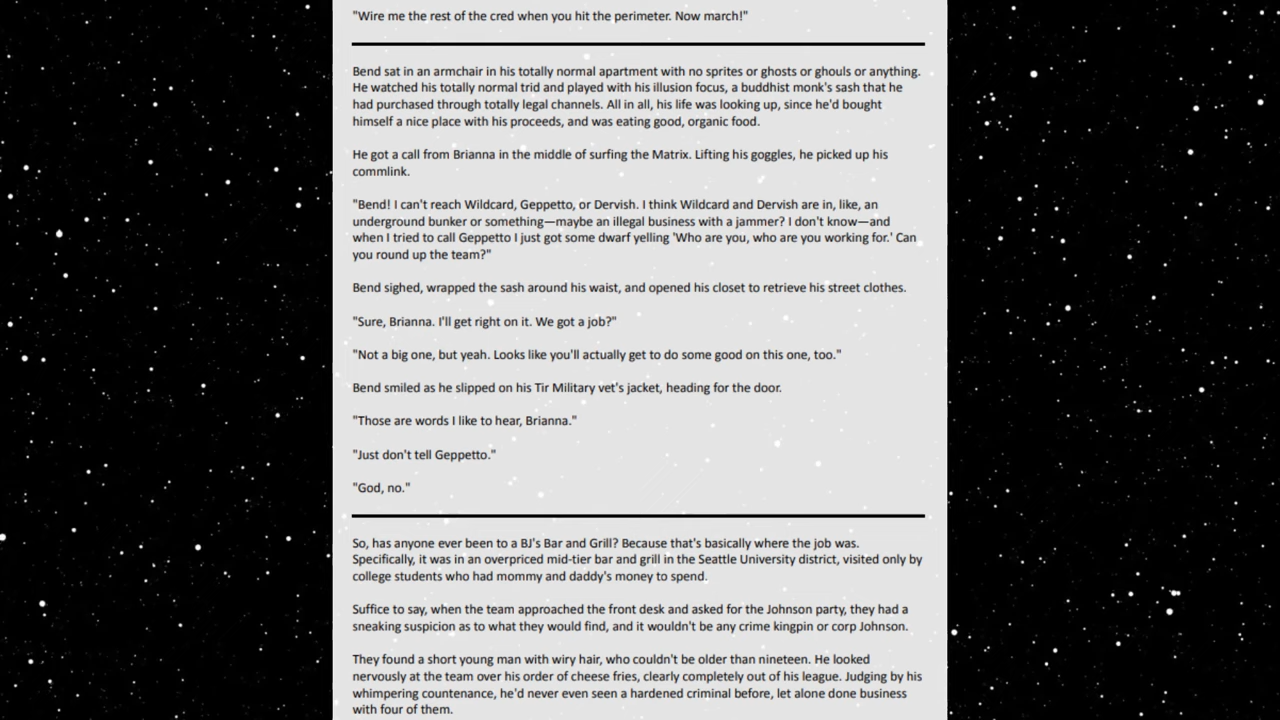 "Wire me the rest of the cred when you hit the perimeter. Now march!"
Bend sat in an armchair in his totally normal apartment with no sprites or ghosts or ghouls or anything.
He watched his totally normal trid and played with his illusion focus, a buddhist monk's sash that he
had purchased through totally legal channels. All in all, his life was looking up, since he'd bought
himself a nice place with his proceeds, and was eating good, organic food.
He got a call from Brianna in the middle of surfing the Matrix. Lifting his goggles, he picked up his
commlink.
"Bend! I can't reach Wildcard, Geppetto, or Dervish. I think Wildcard and Dervish are in, like, an
underground bunker or something—maybe an illegal business with a jammer? I don't know—and
when I tried to call Geppetto I just got some dwarf yelling 'Who are you, who are you working for.' Can
you round up the team?"
Bend sighed, wrapped the sash around his waist, and opened his closet to retrieve his street clothes.
"Sure, Brianna. I'll get right on it. We got a job?"
"Not a big one, but yeah. Looks like you'll actually get to do some good on this one, too."
Bend smiled as he slipped on his Tir Military vet's jacket, heading for the door.
"Those are words I like to hear, Brianna."
"Just don't tell Geppetto."
"God, no."
So, has anyone ever been to a BJ's Bar and Grill? Because that's basically where the job was.
Specifically, it was in an overpriced mid-tier bar and grill in the Seattle University district, visited only by
college students who had mommy and daddy's money to spend.
Suffice to say, when the team approached the front desk and asked for the Johnson party, they had a
sneaking suspicion as to what they would find, and it wouldn't be any crime kingpin or corp Johnson.
They found a short young man with wiry hair, who couldn't be older than nineteen. He looked
nervously at the team over his order of cheese fries, clearly completely out of his league. Judging by his
whimpering countenance, he'd never even seen a hardened criminal before, let alone done business
with four of them.